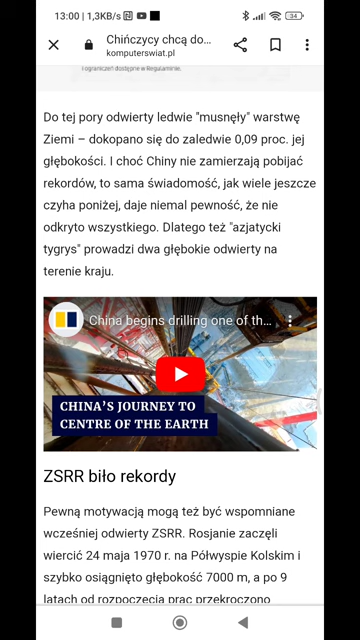 13:00 | 1,3KB/s
34
Chińczycy chcą do...
komputerswiat.pl
i ograniczeń dostępne w Regulaminie.
Do tej pory odwierty ledwie "musnęły" warstwę
Ziemi – dokopano się do zaledwie 0,09 proc. jej
głębokości. I choć Chiny nie zamierzają pobijać
rekordów, to sama świadomość, jak wiele jeszcze
czyha poniżej, daje niemal pewność, że nie
odkryto wszystkiego. Dlatego też "azjatycki
tygrys" prowadzi dwa głębokie odwierty na
terenie kraju.
China begins drilling one of th...
CHINA'S JOURNEY TO
CENTRE OF THE EARTH
ZSRR biło rekordy
Pewną motywacją mogą też być wspomniane
wcześniej odwierty ZSRR. Rosjanie zaczęli
wiercić 24 maja 1970 r. na Półwyspie Kolskim i
szybko osiągnięto głębokość 7000 m, a po 9
latach od rozpoczęcia prac przekroczono